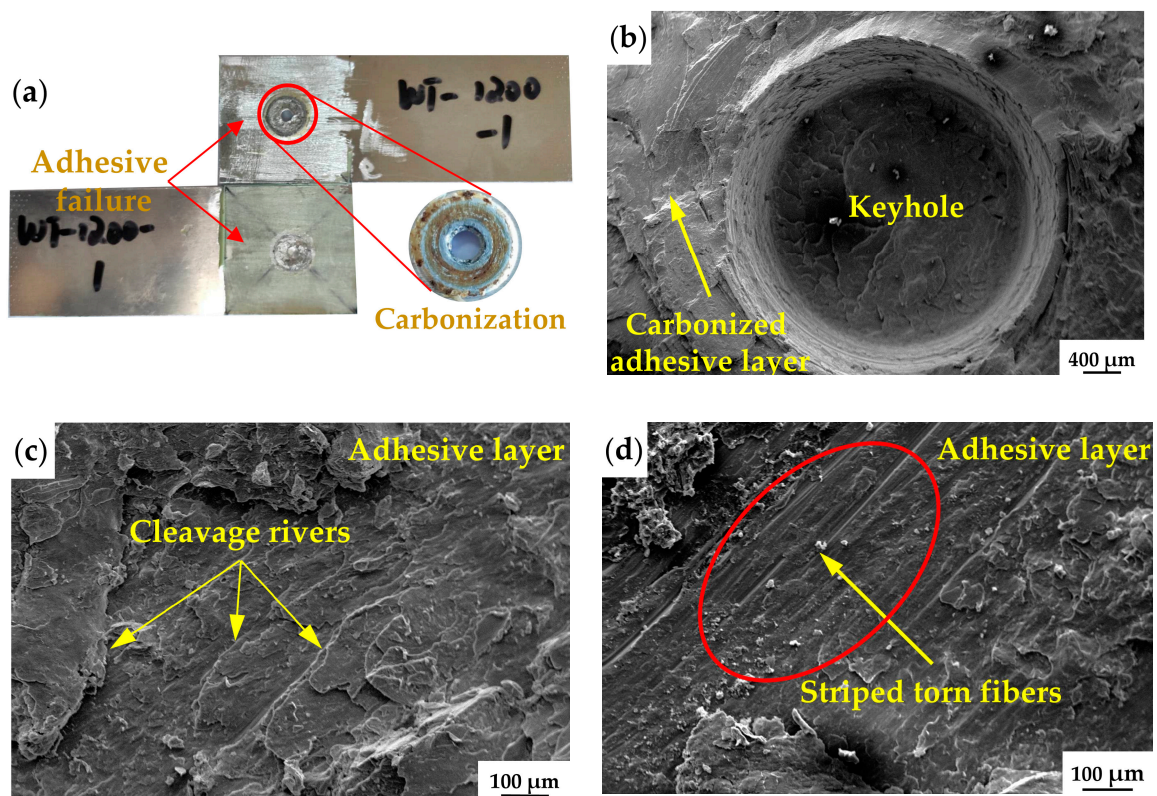 (a)
WT-1200
-1
Adhesive
failure
WT-1200-
1
Carbonization
(b)
Keyhole
Carbonized
adhesive layer
400 μm
(c)
Adhesive layer
Cleavage rivers
100 μm
(d)
Adhesive layer
Striped torn fibers
100 μm